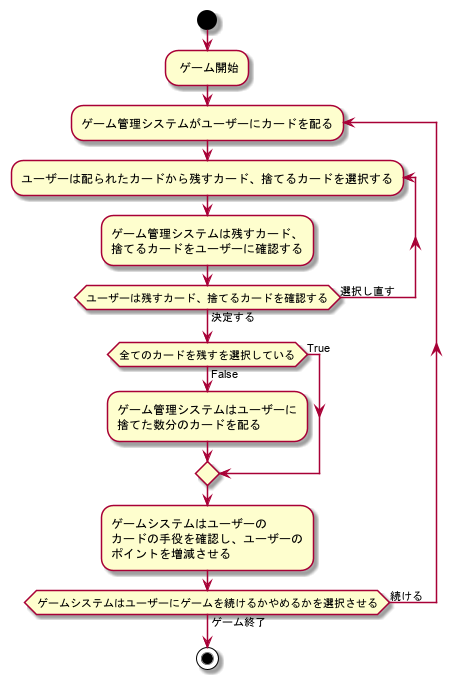 ゲーム開始
ゲーム管理システムがユーザーにカードを配る
ユーザーは配られたカードから残すカード、捨てるカードを選択する
ゲーム管理システムは残すカード、
捨てるカードをユーザーに確認する
ユーザーは残すカード、捨てるカードを確認する
選択し直す
決定する
全てのカードを残すを選択している
True
False
ゲーム管理システムはユーザーに
捨てた数分のカードを配る
ゲームシステムはユーザーの
カードの手役を確認し、ユーザーの
ポイントを増減させる
ゲームシステムはユーザーにゲームを続けるかやめるかを選択させる
続ける
ゲーム終了